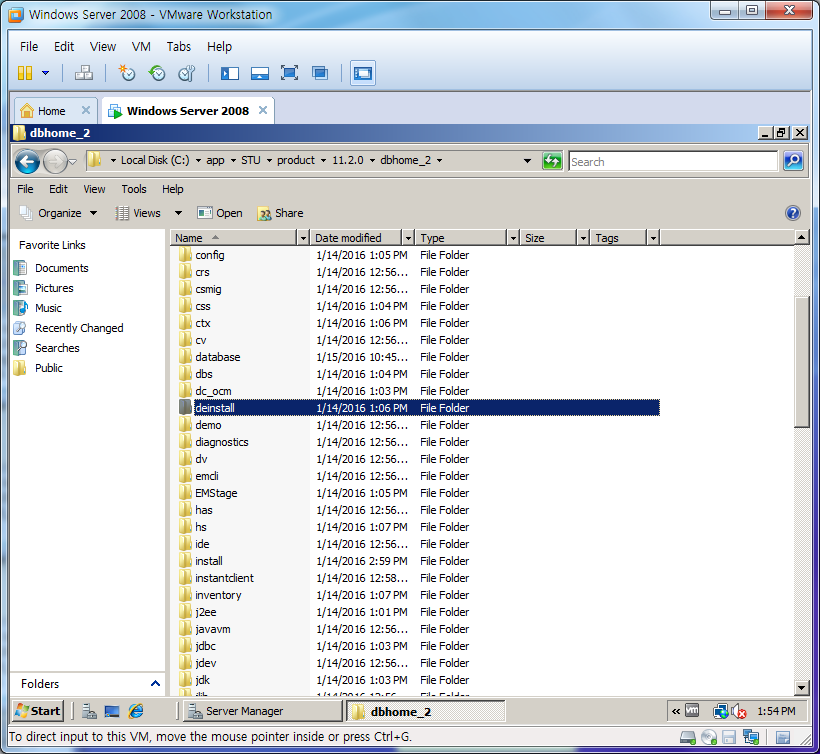 Windows Server 2008 - VMware Workstation
File Edit View VM Tabs Help
Home Windows Server 2008
dbhome_2
Local Disk (C:) app STU product 11.2.0 dbhome_2 Search
File Edit View Tools Help
Organize Views Open Share
Favorite Links
Documents
Pictures
Music
Recently Changed
Searches
Public
Folders
Name Date modified Type Size Tags
config 1/14/2016 1:05 PM File Folder
crs 1/14/2016 12:56... File Folder
csmig 1/14/2016 12:56... File Folder
css 1/14/2016 1:04 PM File Folder
ctx 1/14/2016 1:06 PM File Folder
cv 1/14/2016 12:56... File Folder
database 1/15/2016 10:45... File Folder
dbs 1/14/2016 1:04 PM File Folder
dc_ocm 1/14/2016 1:03 PM File Folder
deinstall 1/14/2016 1:06 PM File Folder
demo 1/14/2016 12:56... File Folder
diagnostics 1/14/2016 12:56... File Folder
dv 1/14/2016 12:56... File Folder
emcli 1/14/2016 12:56... File Folder
EMStage 1/14/2016 1:05 PM File Folder
has 1/14/2016 12:56... File Folder
hs 1/14/2016 1:07 PM File Folder
ide 1/14/2016 12:56... File Folder
install 1/14/2016 2:59 PM File Folder
instantclient 1/14/2016 12:58... File Folder
inventory 1/14/2016 1:07 PM File Folder
j2ee 1/14/2016 1:01 PM File Folder
javavm 1/14/2016 12:56... File Folder
jdbc 1/14/2016 1:03 PM File Folder
jdev 1/14/2016 12:56... File Folder
jdk 1/14/2016 1:03 PM File Folder
Start Server Manager dbhome_2 « vm 1:54 PM
To direct input to this VM, move the mouse pointer inside or press Ctrl+G.